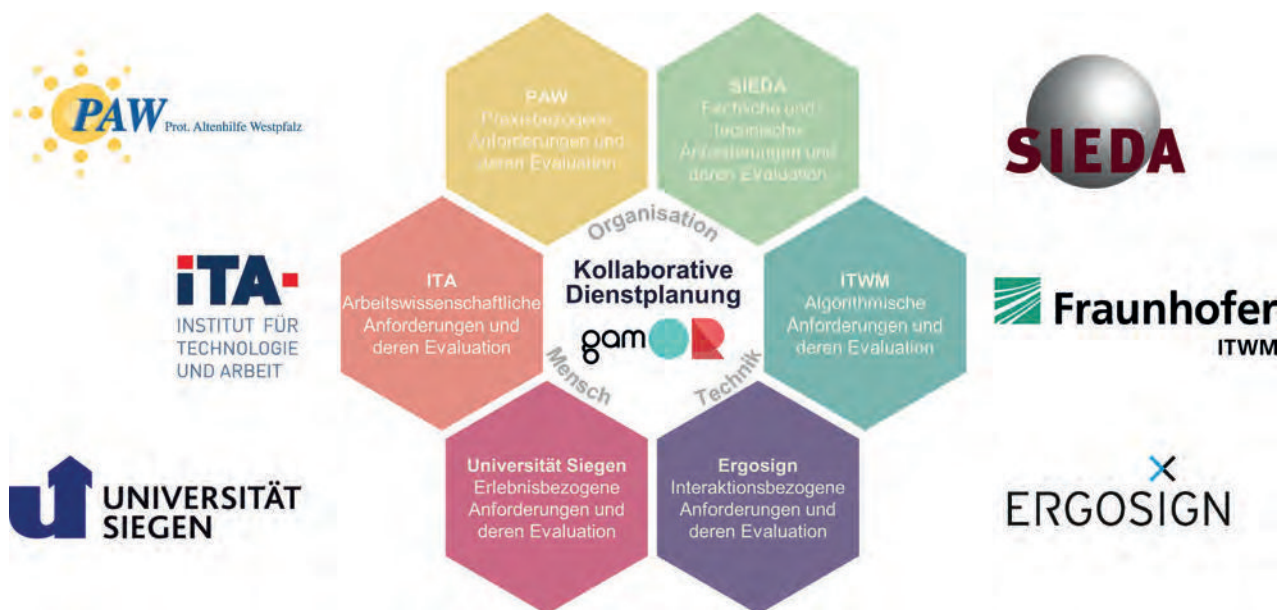 PAW
Prot. Altenhilfe Westpfalz
PAW
Praxisbezogene
Anforderungen und
deren Evaluation
SIEDA
Fachliche und
technische
Anforderungen und
deren Evaluation
SIEDA
iTA
INSTITUT FÜR
TECHNOLOGIE
UND ARBEIT
ITA
Arbeitswissenschaftliche
Anforderungen und
deren Evaluation
Organisation
Kollaborative
Dienstplanung
gamOR
Mensch
Technik
ITWM
Algorithmische
Anforderungen und
deren Evaluation
Fraunhofer
ITWM
UNIVERSITÄT
SIEGEN
Universität Siegen
Erlebnisbezogene
Anforderungen und
deren Evaluation
Ergosign
Interaktionsbezogene
Anforderungen und
deren Evaluation
ERGOSIGN